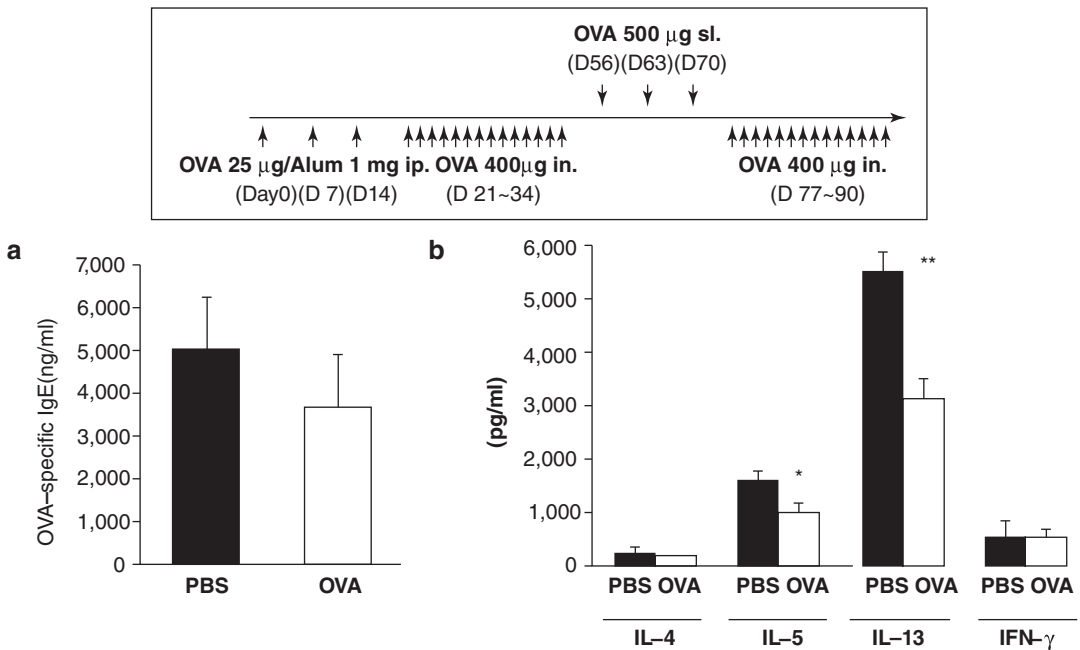 OVA 500 μg sl.
(D56)(D63)(D70)
OVA 25 μg/Alum 1 mg ip. OVA 400μg in.
(Day0)(D 7)(D14)
(D 21~34)
OVA 400 μg in.
(D 77~90)
a
OVA–specific IgE(ng/ml)
7,000
6,000
5,000
4,000
3,000
2,000
1,000
0
PBS
OVA
b
(pg/ml)
6,000
5,000
4,000
3,000
2,000
1,000
0
*
**
PBS OVA
PBS OVA
PBS OVA
PBS OVA
IL–4
IL–5
IL–13
IFN–γ